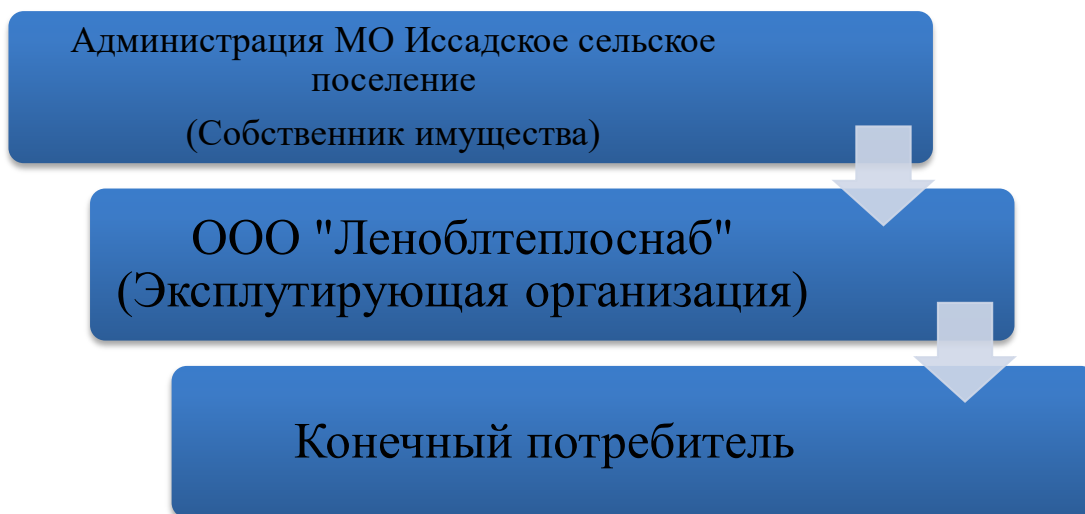 Администрация МО Иссадское сельское
поселение
(Собственник имущества)
ООО "Леноблтеплоснаб"
(Эксплутирующая организация)
Конечный потребитель